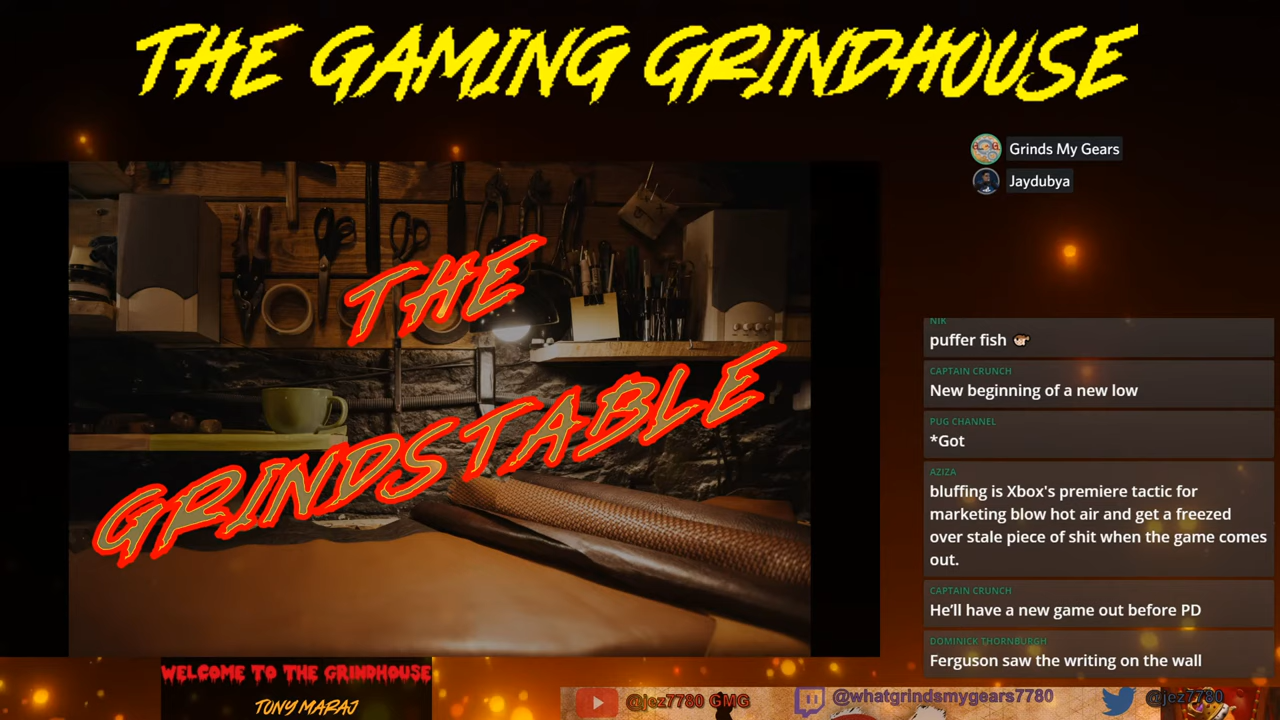 THE GAMING GRINDHOUSE
Grinds My Gears
Jaydubya
THE
GRINDSTABLE
NIK
puffer fish
CAPTAIN CRUNCH
New beginning of a new low
PUG CHANNEL
*Got
AZIZA
bluffing is Xbox's premiere tactic for
marketing blow hot air and get a freezed
over stale piece of shit when the game comes
out.
CAPTAIN CRUNCH
He'll have a new game out before PD
DOMINICK THORNBURGH
Ferguson saw the writing on the wall
WELCOME TO THE GRINDHOUSE
TONY MARAJ
@jez7780 GMG
@whatgrindsmygears7780
@jez7780